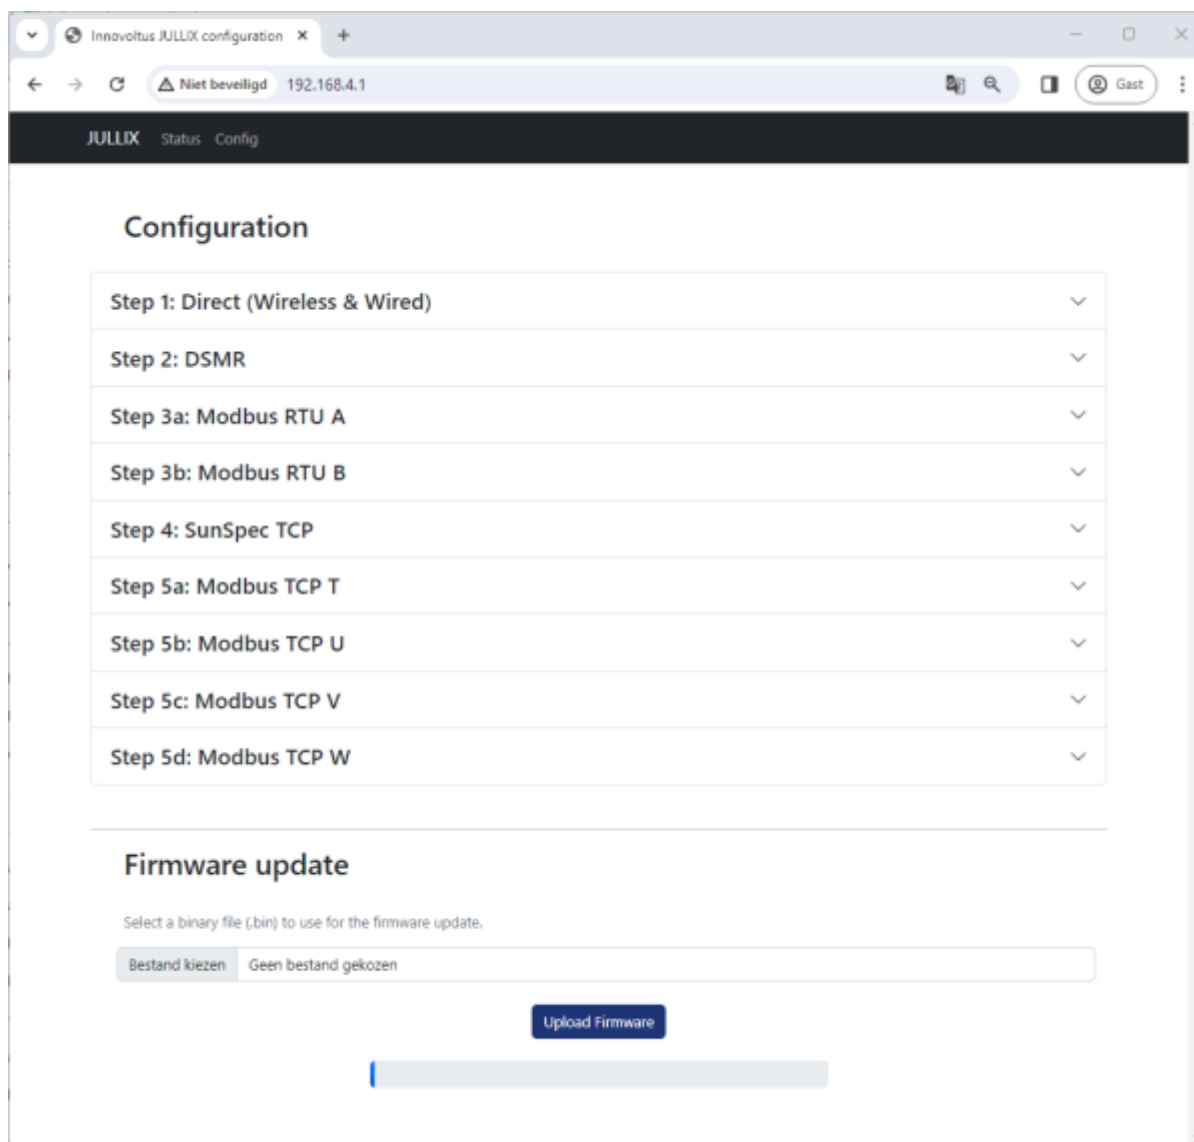 Innovoltus JULLIX configuration
Niet beveiligd 192.168.4.1 Gast
JULLIX Status Config
Configuration
Step 1: Direct (Wireless & Wired)
Step 2: DSMR
Step 3a: Modbus RTU A
Step 3b: Modbus RTU B
Step 4: SunSpec TCP
Step 5a: Modbus TCP T
Step 5b: Modbus TCP U
Step 5c: Modbus TCP V
Step 5d: Modbus TCP W
Firmware update
Select a binary file (.bin) to use for the firmware update.
Bestand kiezen Geen bestand gekozen
Upload Firmware